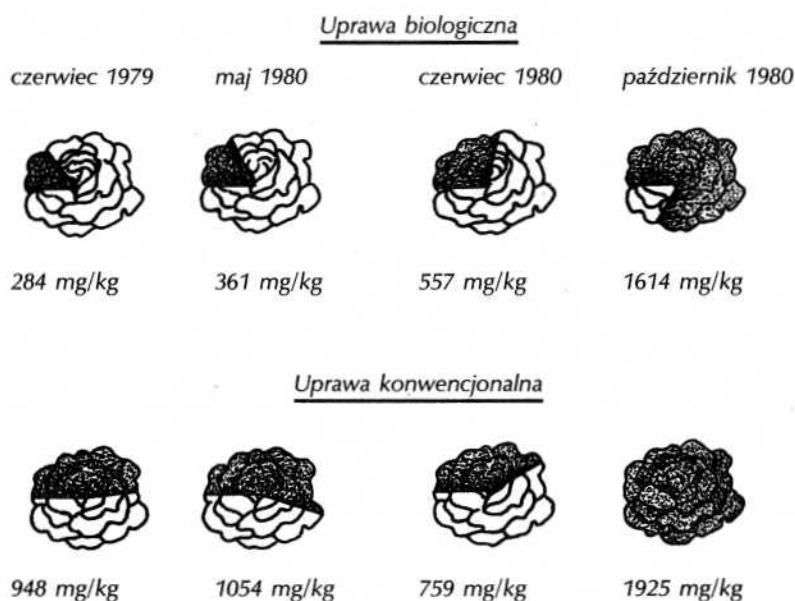 Uprawa biologiczna
czerwiec 1979 maj 1980 czerwiec 1980 październik 1980
284 mg/kg 361 mg/kg 557 mg/kg 1614 mg/kg
Uprawa konwencjonalna
948 mg/kg 1054 mg/kg 759 mg/kg 1925 mg/kg